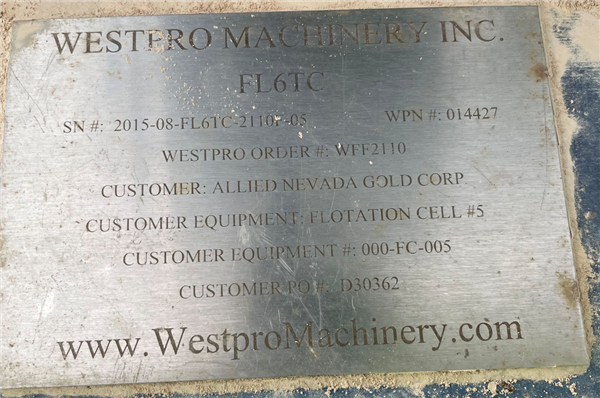 WESTPRO MACHINERY INC.
FL6TC
SN #: 2015-08-FL6TC-2110F-05 WPN #: 014427
WESTPRO ORDER #: WFF2110
CUSTOMER: ALLIED NEVADA GOLD CORP
CUSTOMER EQUIPMENT: FLOTATION CELL #5
CUSTOMER EQUIPMENT #: 000-FC-005
CUSTOMER PO #: D30362
www.WestproMachinery.com